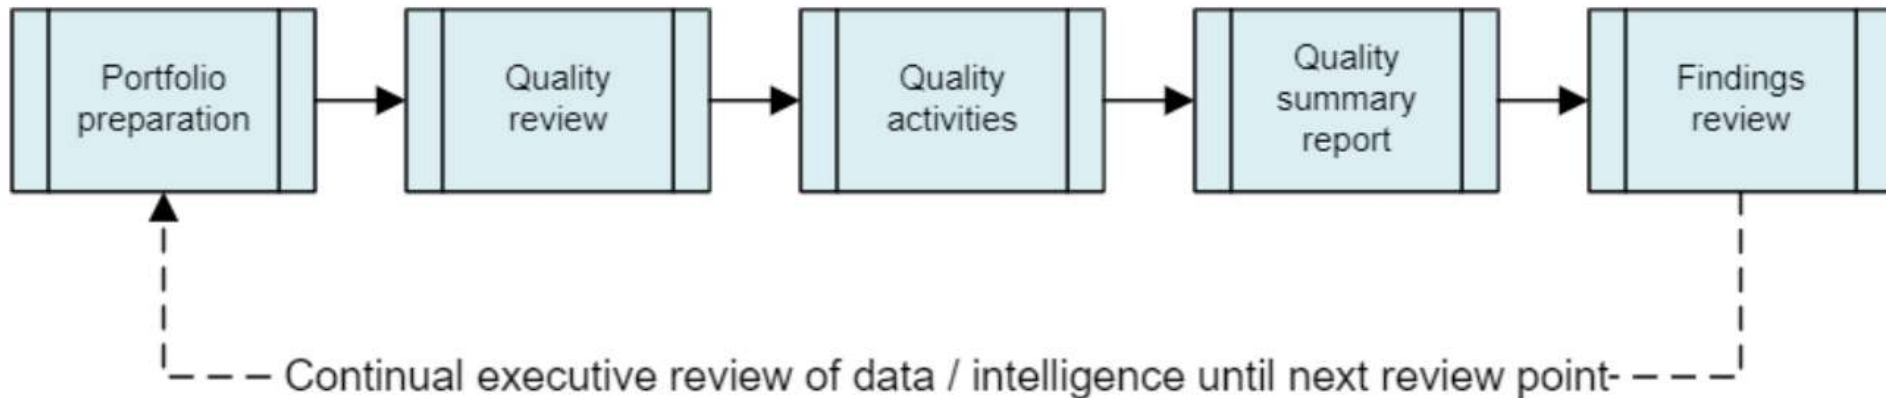 Portfolio
preparation
Quality
review
Quality
activities
Quality
summary
report
Findings
review
Continual executive review of data / intelligence until next review point